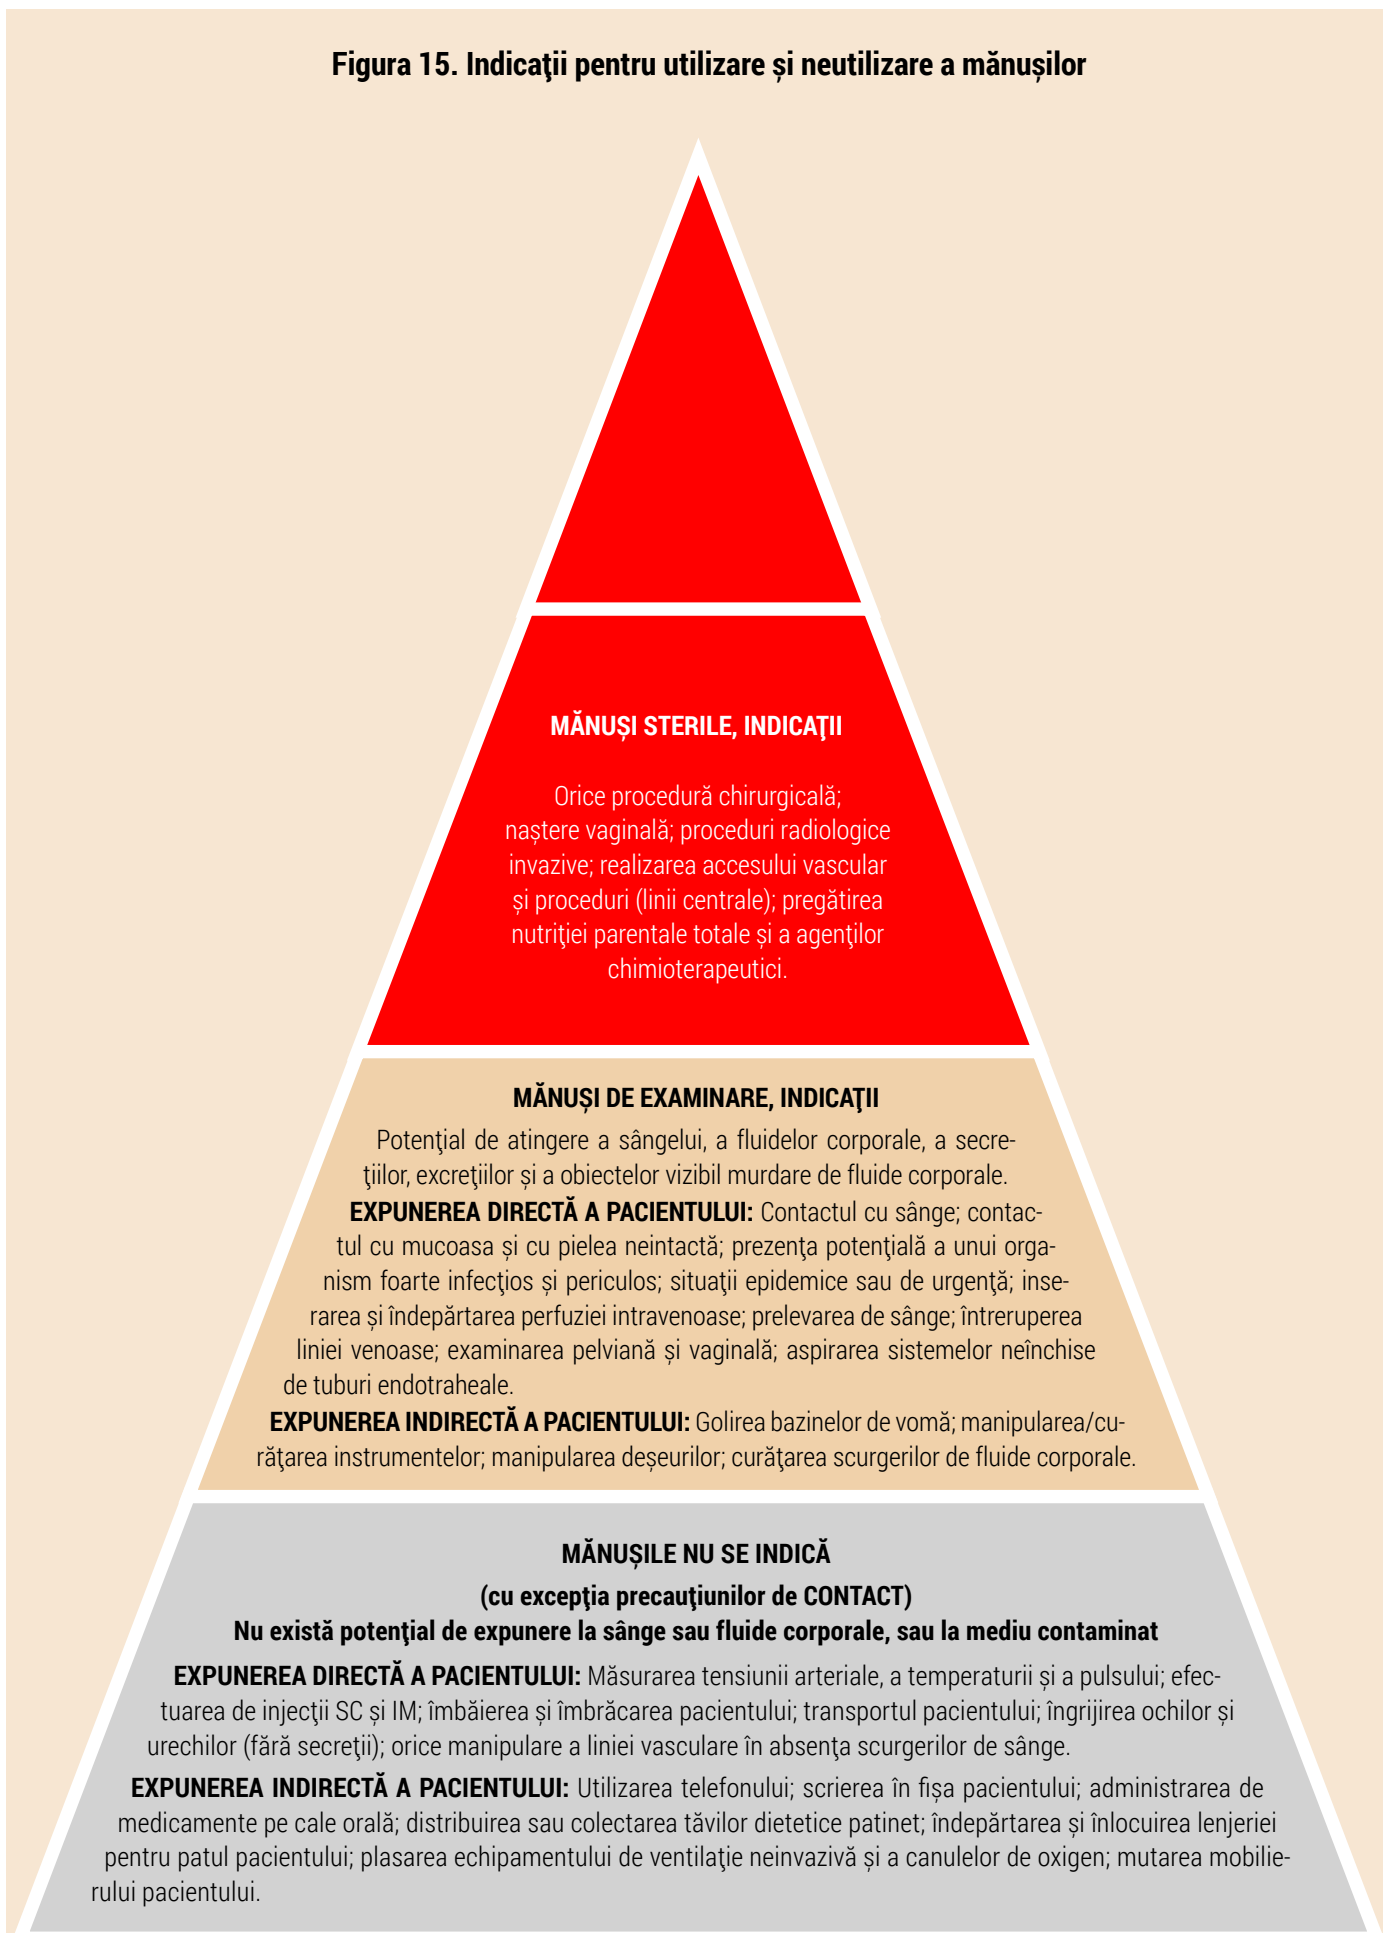 Figura 15. Indicaţii pentru utilizare și neutilizare a mănușilor
MĂNUȘI STERILE, INDICAŢII
Orice procedură chirurgicală;
naștere vaginală; proceduri radiologice
invazive; realizarea accesului vascular
și proceduri (linii centrale); pregătirea
nutriţiei parentale totale și a agenţilor
chimioterapeutici.
MĂNUȘI DE EXAMINARE, INDICAŢII
Potenţial de atingere a sângelui, a fluidelor corporale, a secre-
ţiilor, excreţiilor și a obiectelor vizibil murdare de fluide corporale.
EXPUNEREA DIRECTĂ A PACIENTULUI: Contactul cu sânge; contac-
tul cu mucoasa și cu pielea neintactă; prezenţa potenţială a unui orga-
nism foarte infecţios și periculos; situaţii epidemice sau de urgenţă; inse-
rarea și îndepărtarea perfuziei intravenoase; prelevarea de sânge; întreruperea
liniei venoase; examinarea pelviană și vaginală; aspirarea sistemelor neînchise
de tuburi endotraheale.
EXPUNEREA INDIRECTĂ A PACIENTULUI: Golirea bazinelor de vomă; manipularea/cu-
răţarea instrumentelor; manipularea deșeurilor; curăţarea scurgerilor de fluide corporale.
MĂNUȘILE NU SE INDICĂ
(cu excepţia precauţiunilor de CONTACT)
Nu există potenţial de expunere la sânge sau fluide corporale, sau la mediu contaminat
EXPUNEREA DIRECTĂ A PACIENTULUI: Măsurarea tensiunii arteriale, a temperaturii și a pulsului; efec-
tuarea de injecţii SC și IM; îmbăierea și îmbrăcarea pacientului; transportul pacientului; îngrijirea ochilor și
urechilor (fără secreţii); orice manipulare a liniei vasculare în absenţa scurgerilor de sânge.
EXPUNEREA INDIRECTĂ A PACIENTULUI: Utilizarea telefonului; scrierea în fișa pacientului; administrarea de
medicamente pe cale orală; distribuirea sau colectarea tăvilor dietetice patinet; îndepărtarea și înlocuirea lenjeriei
pentru patul pacientului; plasarea echipamentului de ventilaţie neinvazivă și a canulelor de oxigen; mutarea mobilie-
rului pacientului.